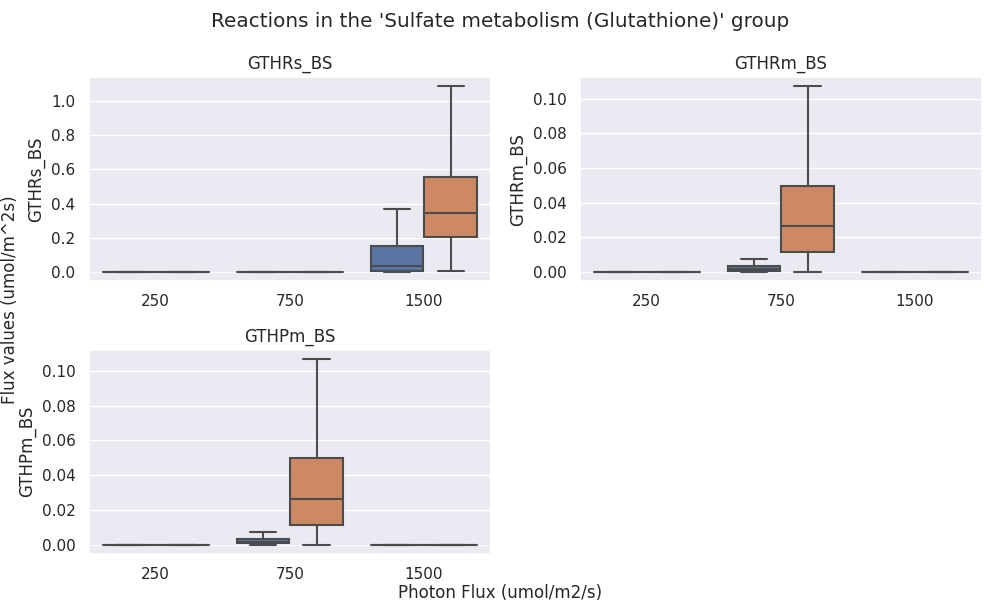 Reactions in the 'Sulfate metabolism (Glutathione)' group
GTHRs_BS
1.0
0.8
0.6
0.4
0.2
0.0
GTHRs_BS
250 750 1500
GTHRm_BS
0.10
0.08
0.06
0.04
0.02
0.00
GTHRm_BS
250 750 1500
Flux values (umol/m^2s)
GTHPm_BS
0.10
0.08
0.06
0.04
0.02
0.00
GTHPm_BS
250 750 1500
Photon Flux (umol/m2/s)